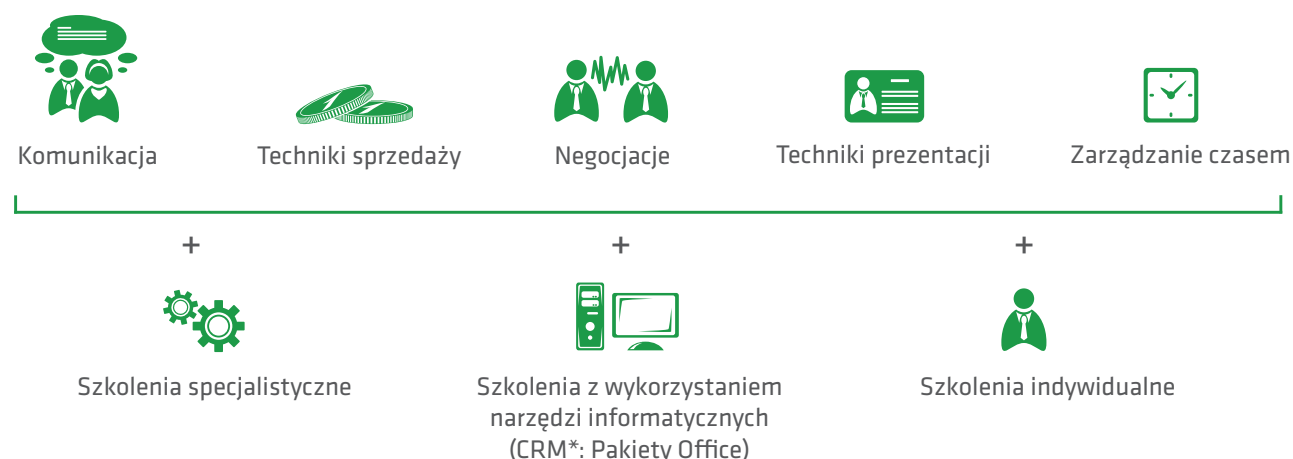 Komunikacja
Techniki sprzedaży
Negocjacje
Techniki prezentacji
Zarządzanie czasem
+
+
+
Szkolenia specjalistyczne
Szkolenia z wykorzystaniem
narzędzi informatycznych
(CRM*; Pakiety Office)
Szkolenia indywidualne